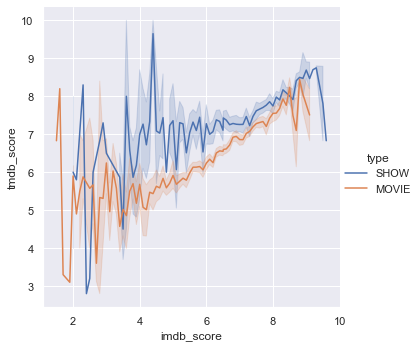 10
9
8
7
6
5
4
3
tmdb_score
2 4 6 8 10
imdb_score
type
SHOW
MOVIE